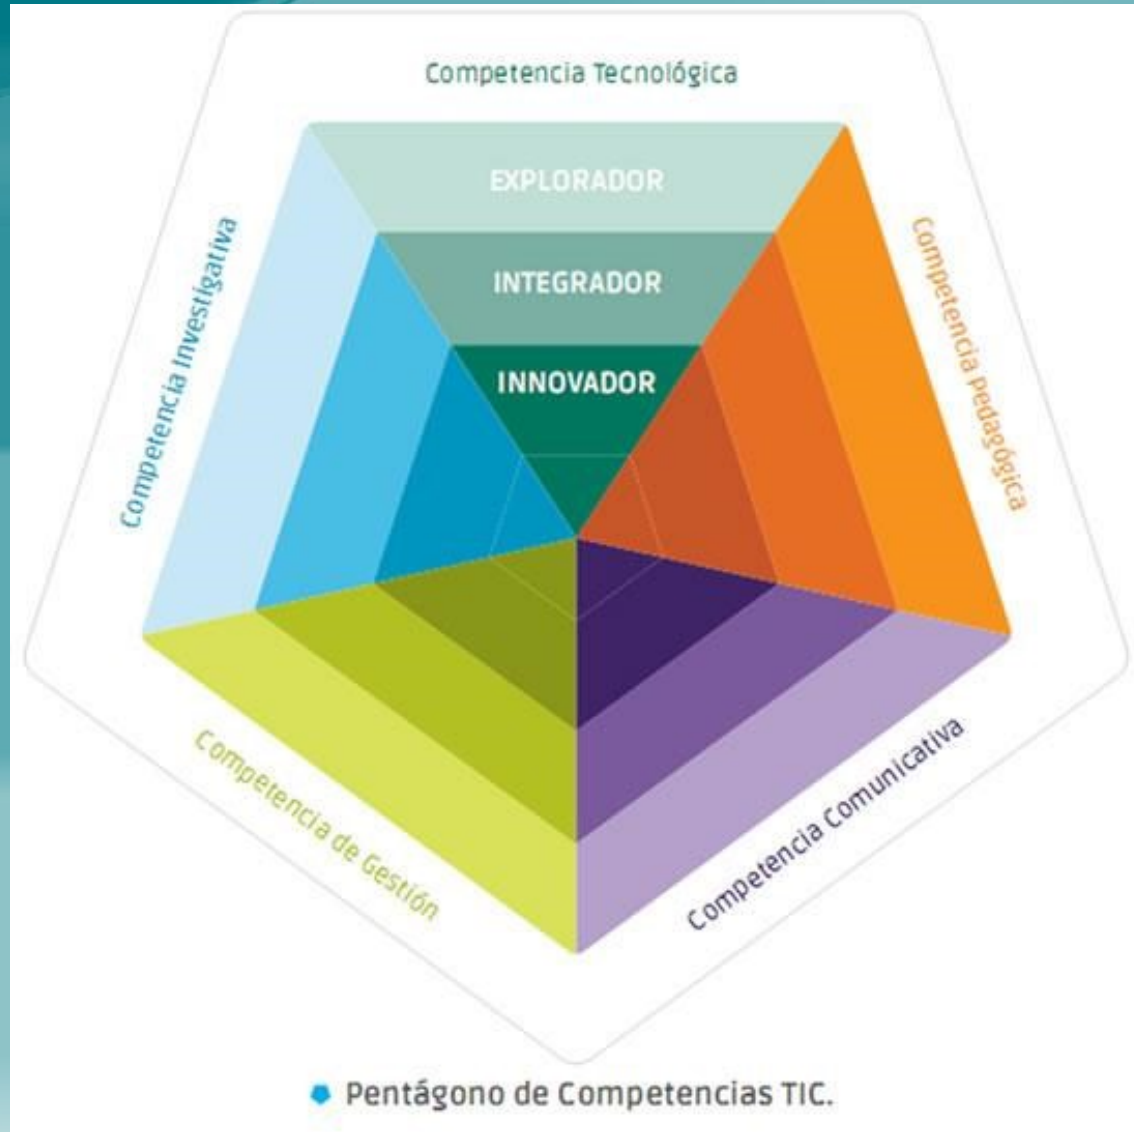 Competencia Tecnológica
EXPLORADOR
INTEGRADOR
INNOVADOR
Competencia Investigativa
Competencia Pedagógica
Competencia de Gestión
Competencia Comunicativa
Pentágono de Competencias TIC.